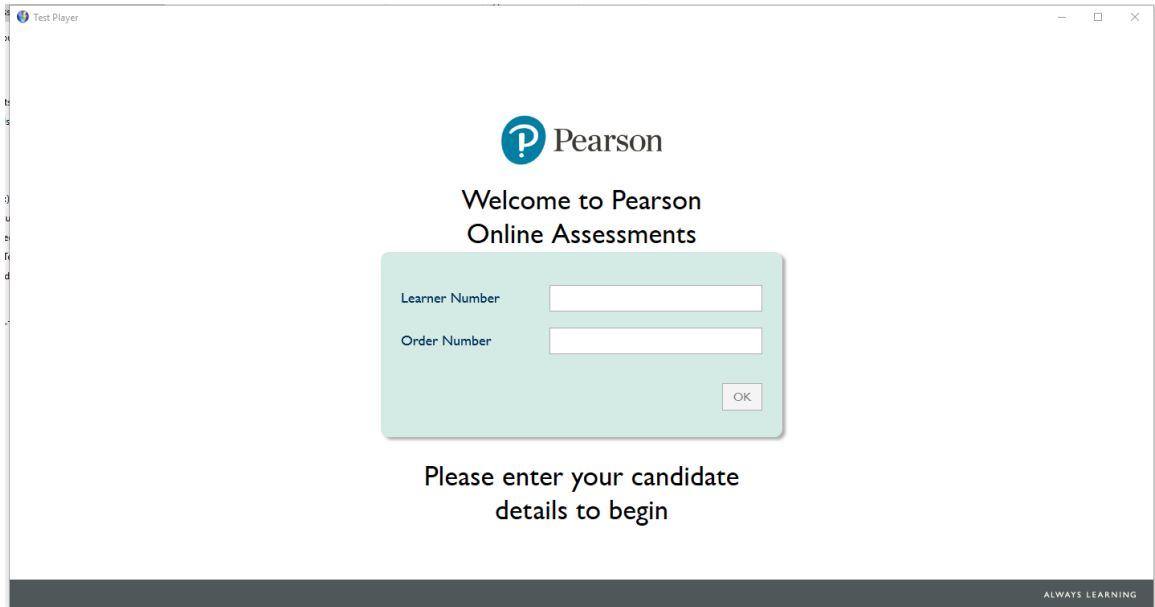 Test Player
Pearson
Welcome to Pearson
Online Assessments
Learner Number
Order Number
OK
Please enter your candidate
details to begin
ALWAYS LEARNING